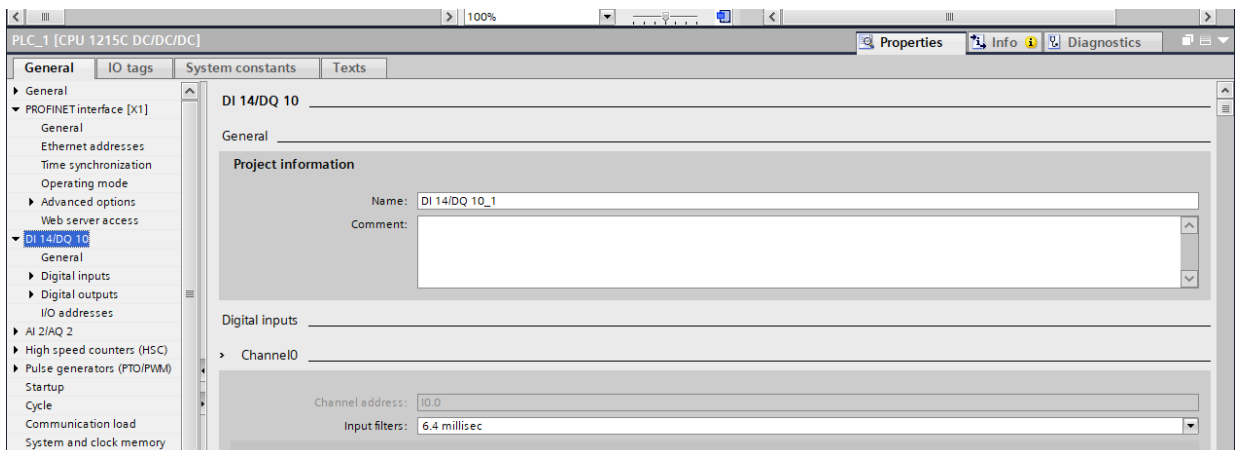 100%
PLC_1 [CPU 1215C DC/DC/DC]
Properties
Info
Diagnostics
General
IO tags
System constants
Texts
General
PROFINET interface [X1]
General
Ethernet addresses
Time synchronization
Operating mode
Advanced options
Web server access
DI 14/DQ 10
General
Digital inputs
Digital outputs
I/O addresses
AI 2/AQ 2
High speed counters (HSC)
Pulse generators (PTO/PWM)
Startup
Cycle
Communication load
System and clock memory
DI 14/DQ 10
General
Project information
Name: DI 14/DQ 10_1
Comment:
Digital inputs
Channel0
Channel address: I0.0
Input filters: 6.4 millisec